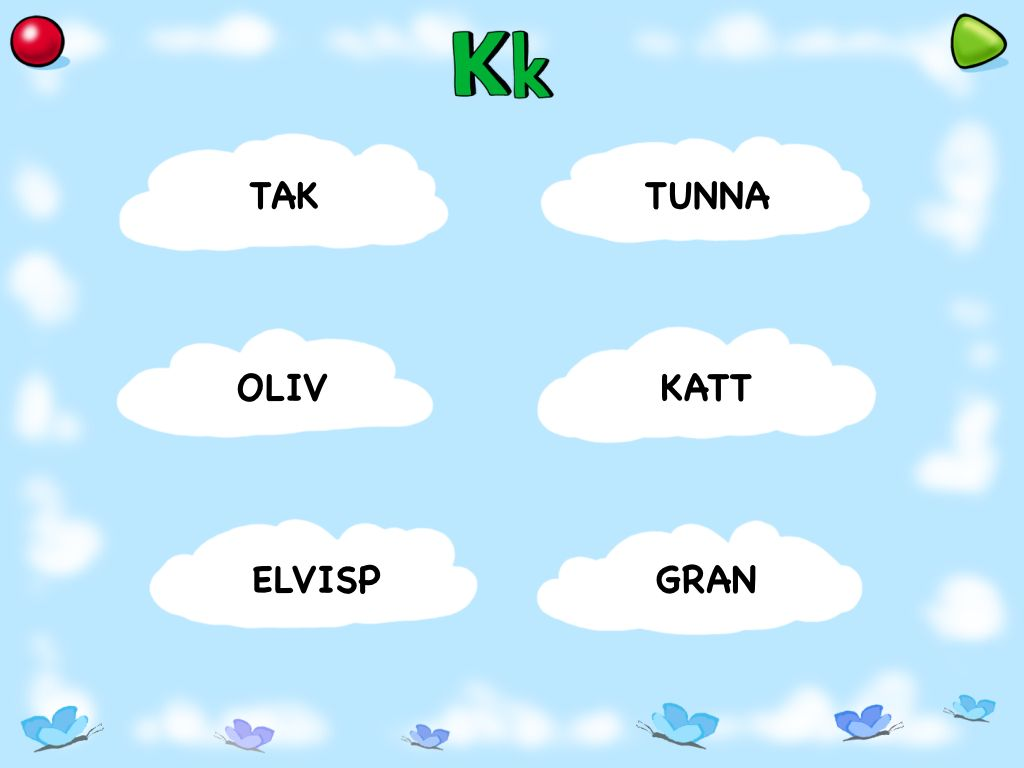 Kk
TAK
TUNNA
OLIV
KATT
ELVISP
GRAN